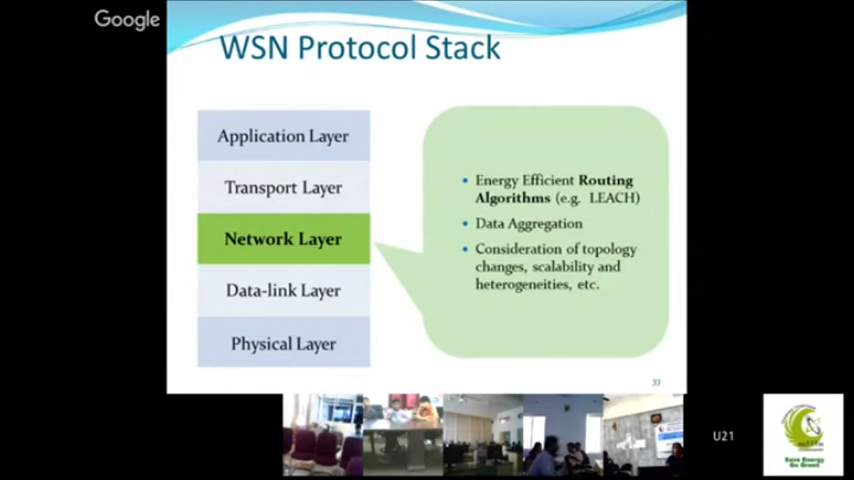 Google
WSN Protocol Stack
Application Layer
Transport Layer
Network Layer
Data-link Layer
Physical Layer
• Energy Efficient Routing
Algorithms (e.g. LEACH)
• Data Aggregation
• Consideration of topology
changes, scalability and
heterogeneities, etc.
33
U21
Save Energy
Go Green